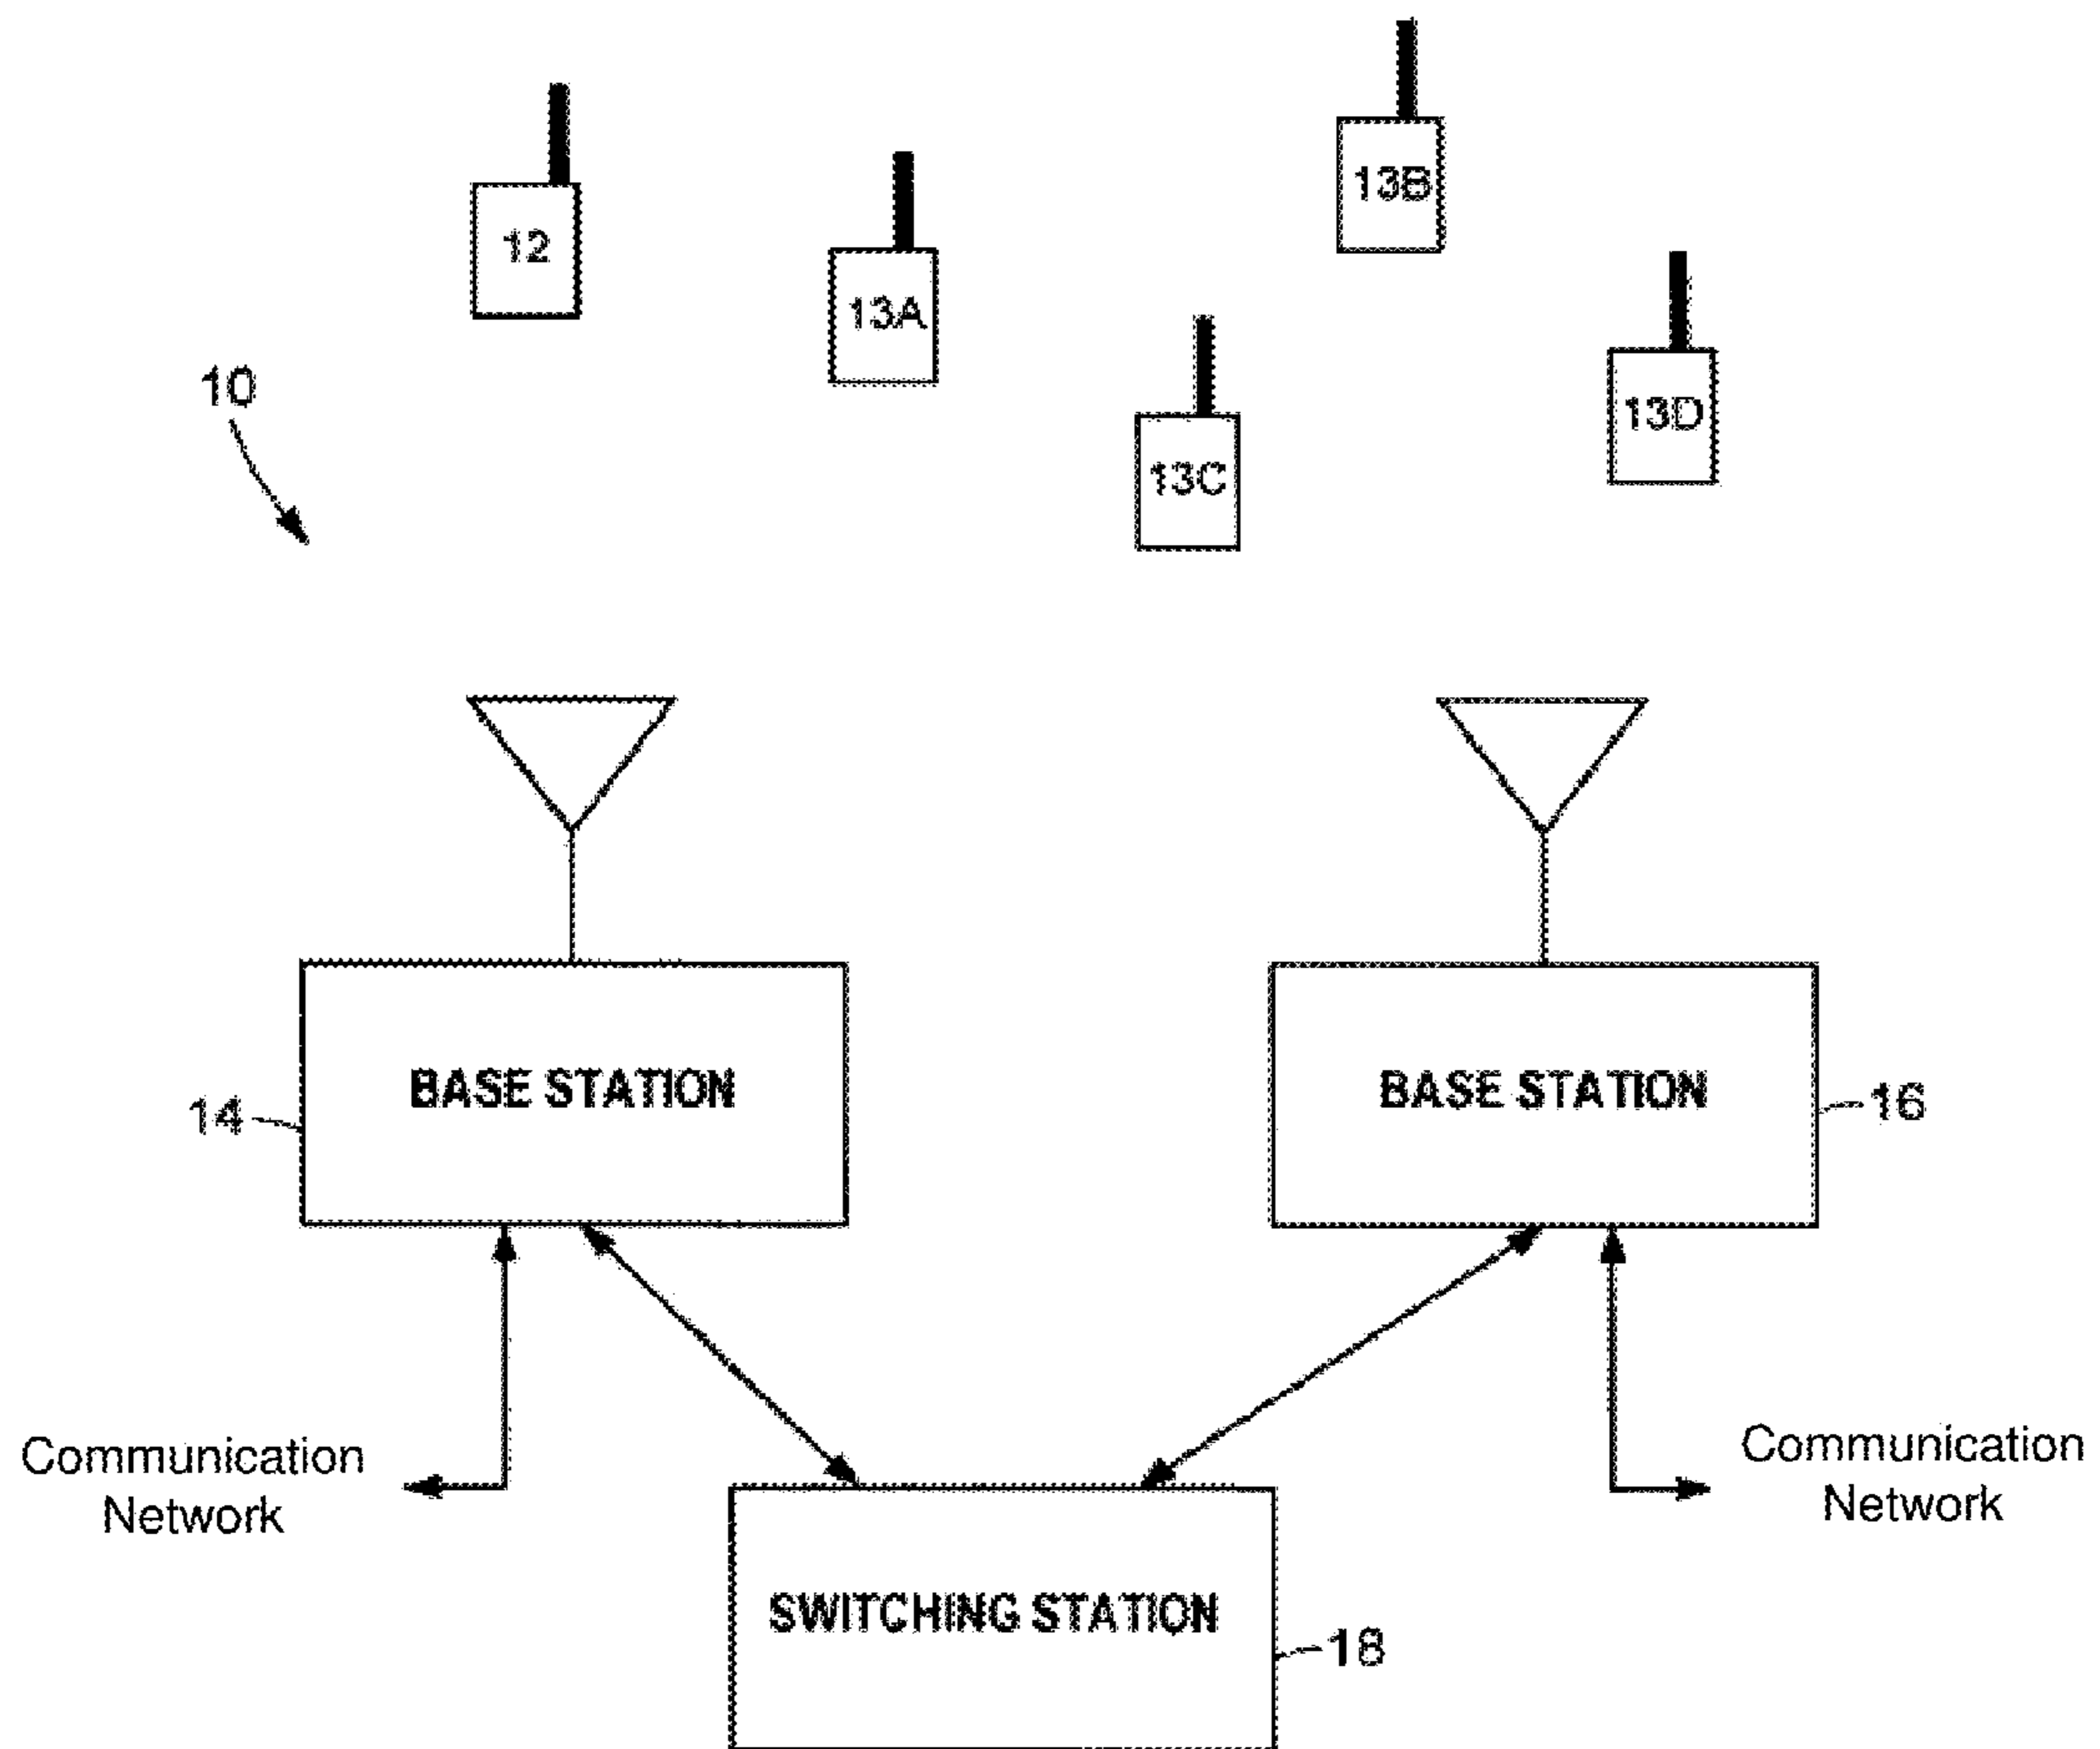 13B
12
13A
10
13D
13C
BASE STATION
BASE STATION
14
16
Communication
Network
Communication
Network
SWITCHING STATION
18